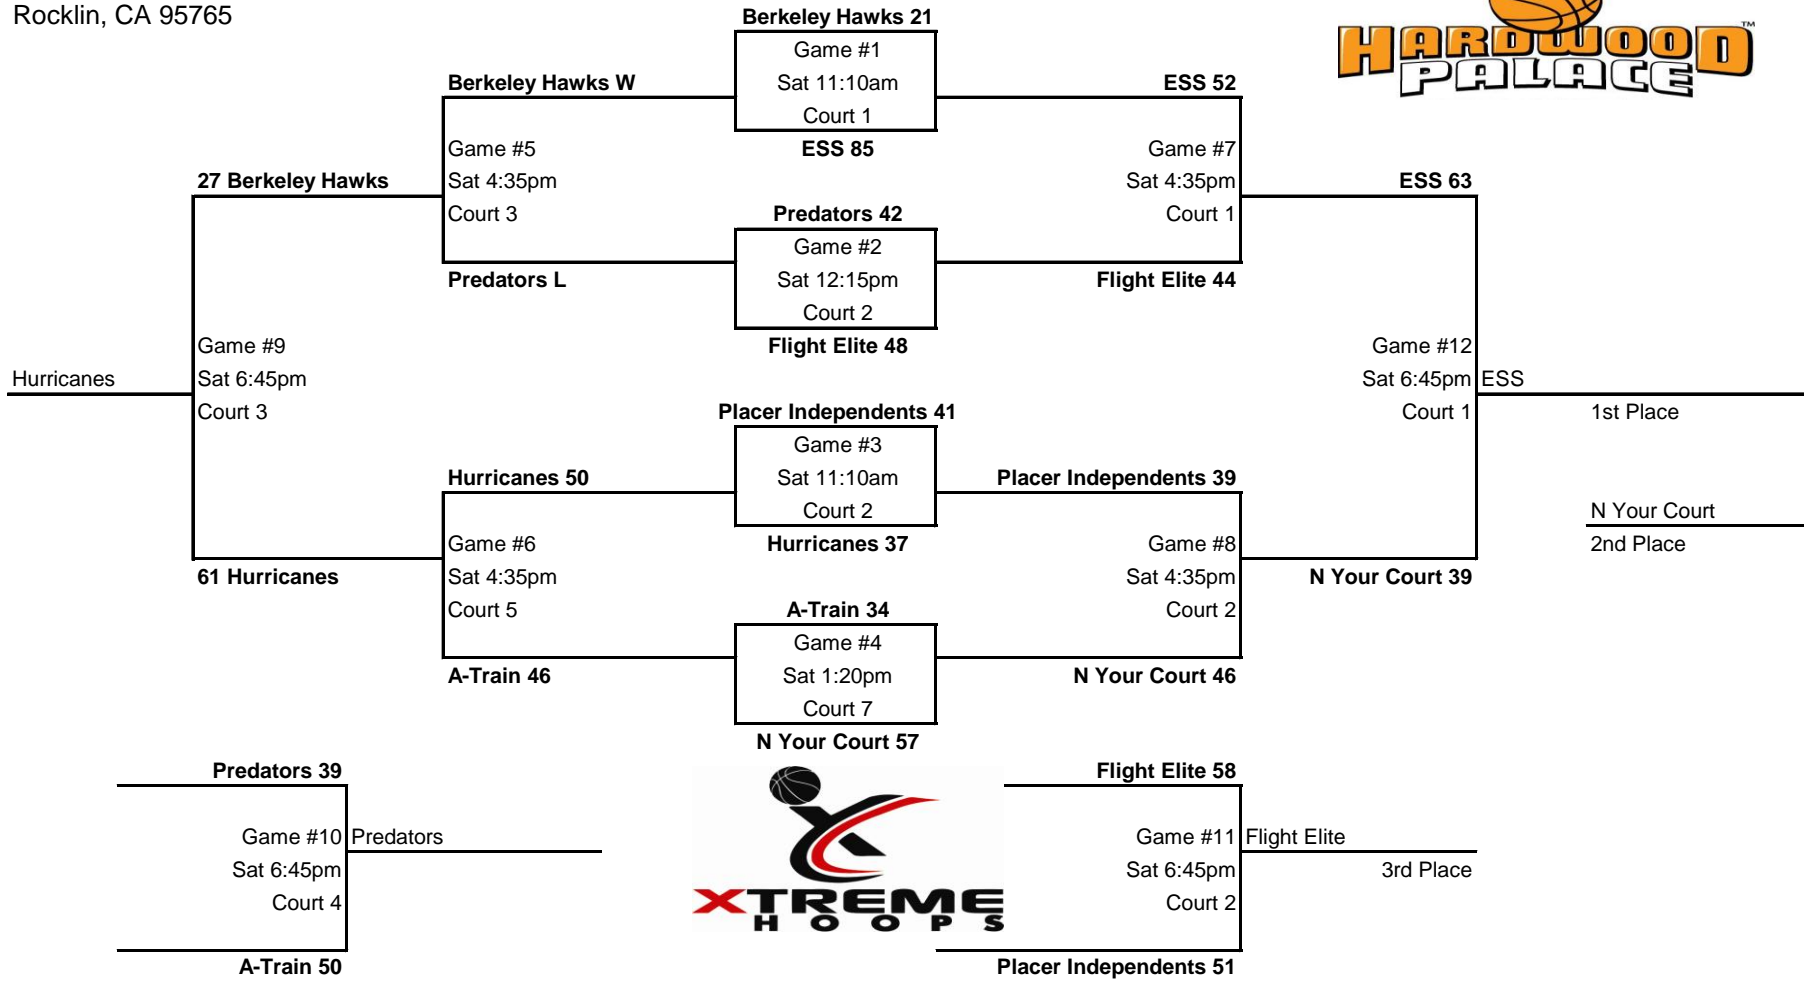 Rocklin, CA 95765
HARDWOOD
PALACE™
Berkeley Hawks 21
Game #1
Sat 11:10am
Court 1
ESS 85
Berkeley Hawks W
Game #5
Sat 4:35pm
Court 3
Predators L
ESS 52
Game #7
Sat 4:35pm
Court 1
Flight Elite 44
27 Berkeley Hawks
ESS 63
Predators 42
Game #2
Sat 12:15pm
Court 2
Flight Elite 48
Hurricanes
Game #9
Sat 6:45pm
Court 3
Game #12
Sat 6:45pm
Court 1
ESS
1st Place
Placer Independents 41
Game #3
Sat 11:10am
Court 2
Hurricanes 37
Hurricanes 50
Game #6
Sat 4:35pm
Court 5
A-Train 46
Placer Independents 39
Game #8
Sat 4:35pm
Court 2
N Your Court 46
N Your Court
2nd Place
61 Hurricanes
N Your Court 39
A-Train 34
Game #4
Sat 1:20pm
Court 7
N Your Court 57
Predators 39
Game #10
Sat 6:45pm
Court 4
A-Train 50
Predators
XTREME
HOOPS
Flight Elite 58
Game #11
Sat 6:45pm
Court 2
Placer Independents 51
Flight Elite
3rd Place